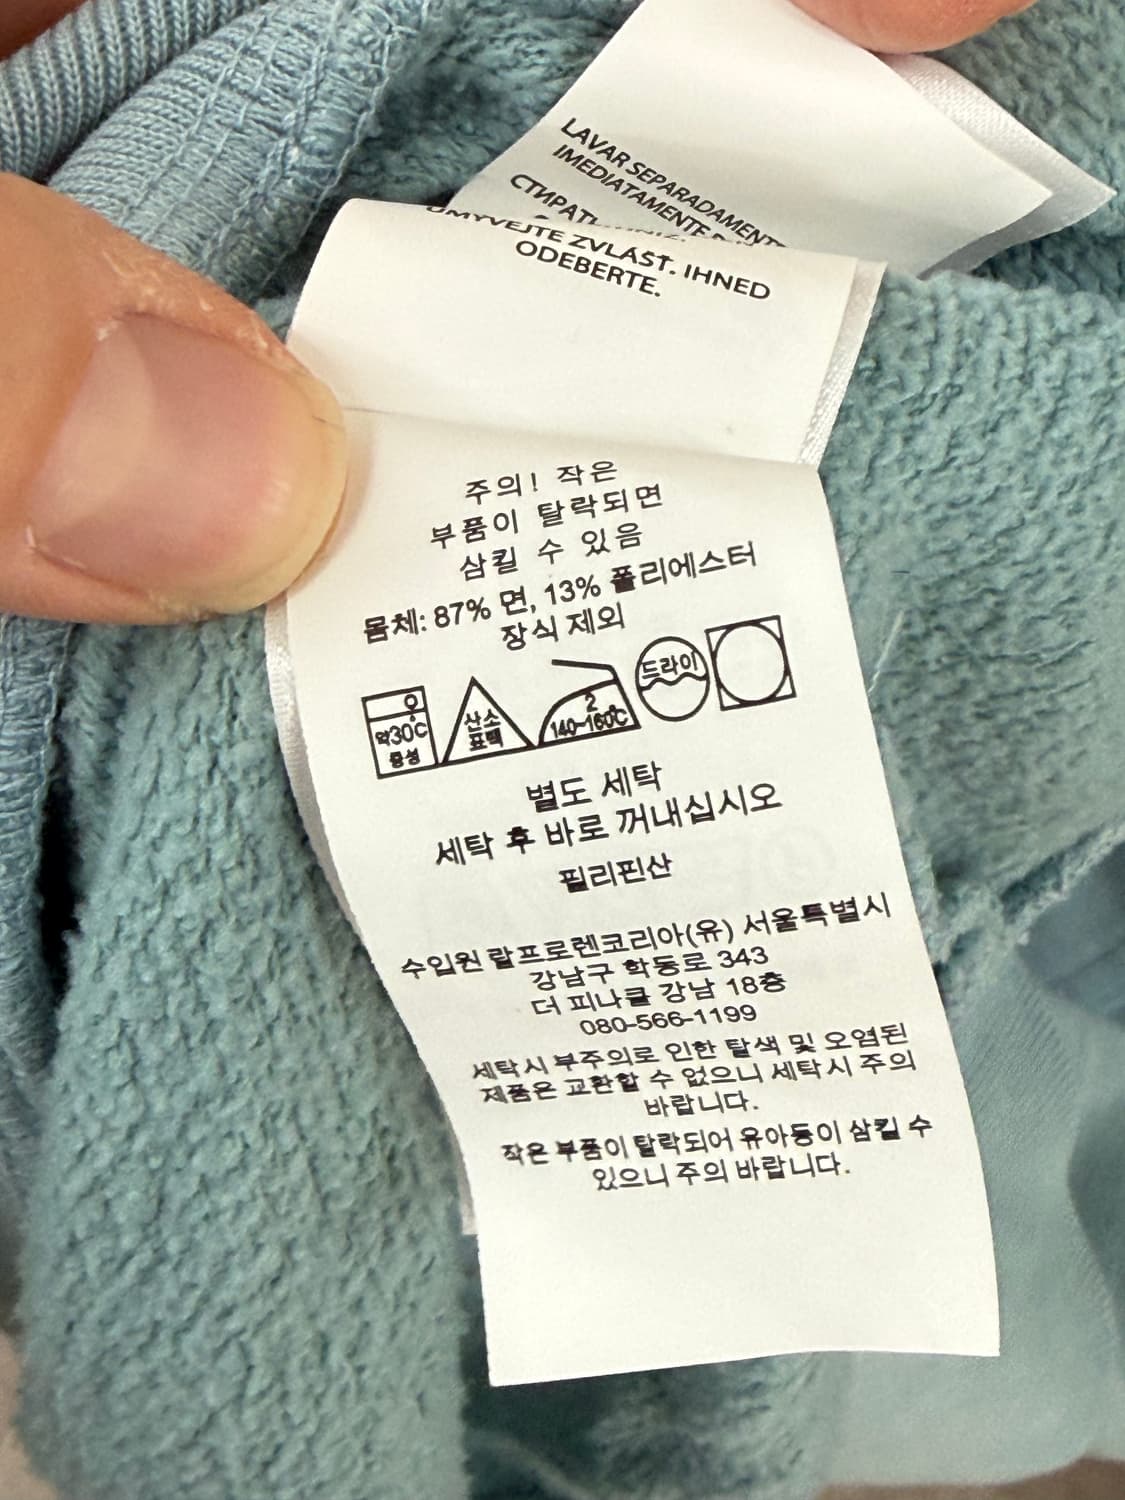 LAVAR SEPARADAMENTE
IMEDIATAMENTE
UMYVEJTE ZVLÁŠT. IHNED
ODEBERTE.
주의! 작은
부품이 탈락되면
삼킬 수 있음
몸체: 87% 면, 13% 폴리에스터
장식 제외
약30℃
중성
산소
표백
2
140~160℃
드라이
별도 세탁
세탁 후 바로 꺼내십시오
필리핀산
수입원 랄프로렌코리아(유) 서울특별시
강남구 학동로 343
더 피나클 강남 18층
080-566-1199
세탁시 부주의로 인한 탈색 및 오염된
제품은 교환할 수 없으니 세탁시 주의
바랍니다.
작은 부품이 탈락되어 유아등이 삼킬 수
있으니 주의 바랍니다.